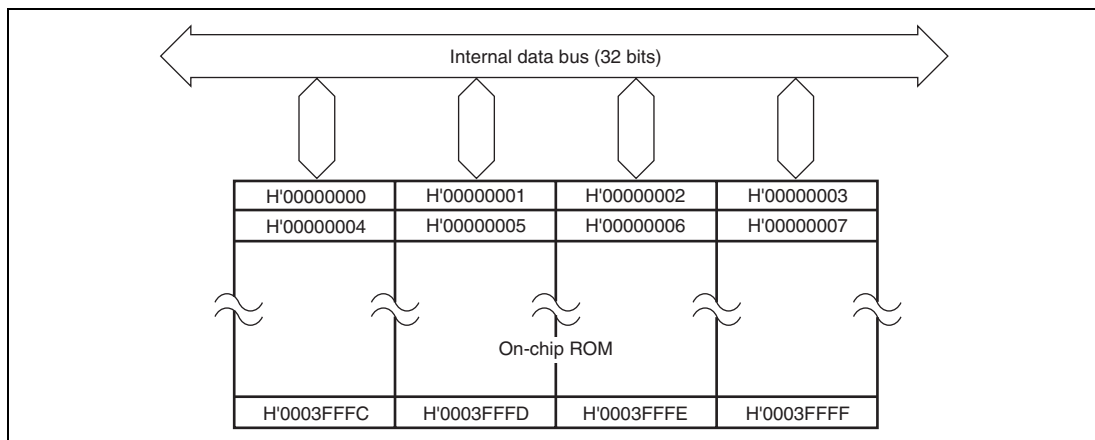 Internal data bus (32 bits)
H'00000000 H'00000001 H'00000002 H'00000003
H'00000004 H'00000005 H'00000006 H'00000007
On-chip ROM
H'0003FFFC H'0003FFFD H'0003FFFE H'0003FFFF